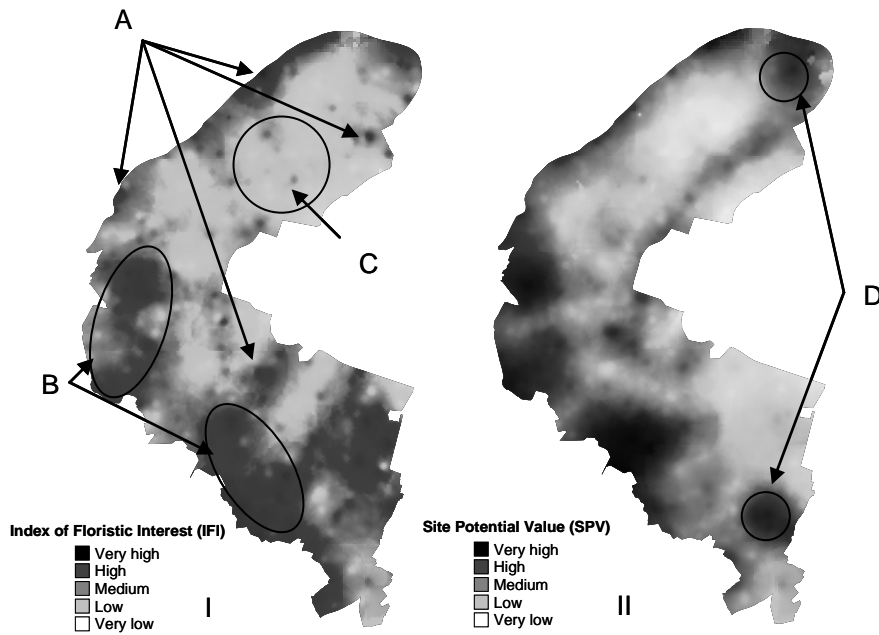 A
C
B
D
Index of Floristic Interest (IFI)
Very high
High
Medium
Low
Very low
I
Site Potential Value (SPV)
Very high
High
Medium
Low
Very low
II